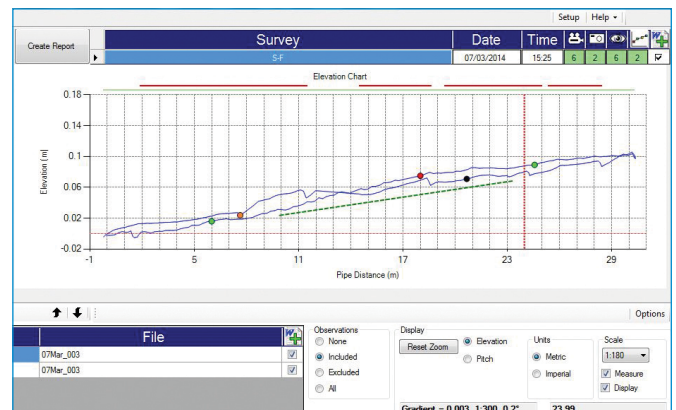 Setup Help
Create Report
Survey Date Time
S-F 07/03/2014 15:25 6 2 6 2
Elevation Chart
0.18
0.14
0.1
0.06
0.02
-0.02
Elevation (m)
-1 5 11 17 23 29
Pipe Distance (m)
Options
File
07Mar_003
07Mar_003
Observations
None
Included
Excluded
All
Display
Reset Zoom
Elevation
Pitch
Units
Metric
Imperial
Scale
1:180
Measure
Display
Gradient = 0.003, 1:300, 0.2° 23.99